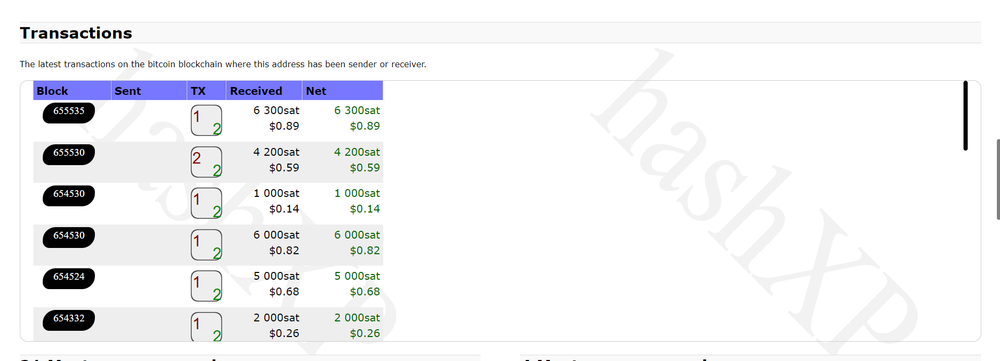 Transactions
The latest transactions on the bitcoin blockchain where this address has been sender or receiver.
Block Sent TX Received Net
655535 1 2 6 300sat 6 300sat
$0.89 $0.89
655530 2 2 4 200sat 4 200sat
$0.59 $0.59
654530 1 2 1 000sat 1 000sat
$0.14 $0.14
654530 1 2 6 000sat 6 000sat
$0.82 $0.82
654524 1 2 5 000sat 5 000sat
$0.68 $0.68
654332 1 2 2 000sat 2 000sat
$0.26 $0.26
hashXP
hashXP